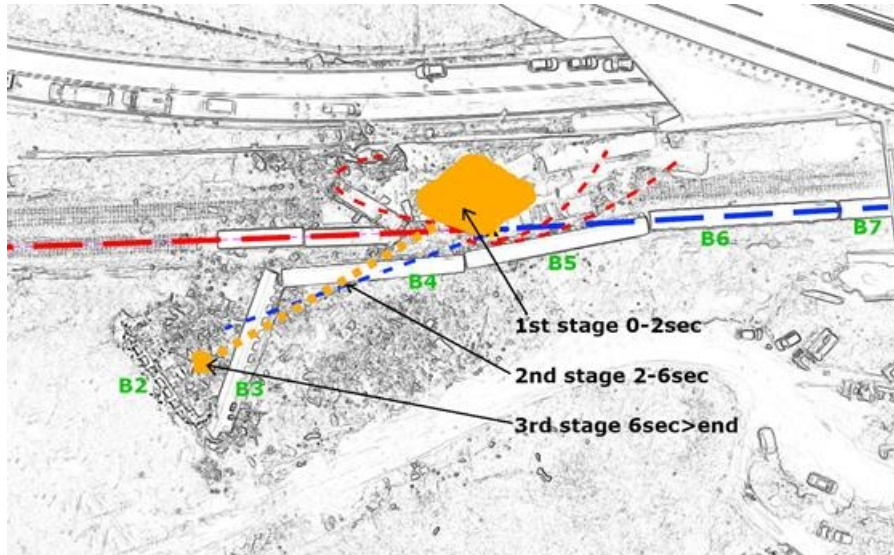 B7
B6
B5
B4
1st stage 0-2sec
2nd stage 2-6sec
B2
B3
3rd stage 6sec>end